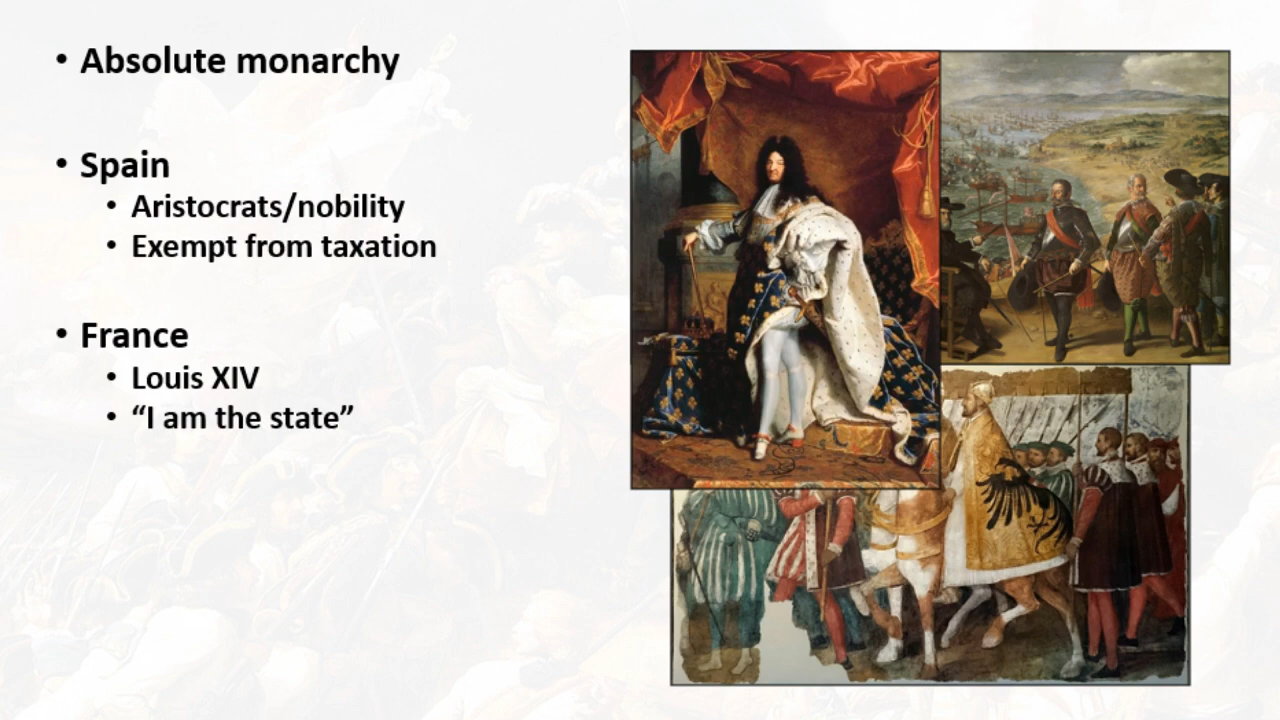 • Absolute monarchy
• Spain
• Aristocrats/nobility
• Exempt from taxation
• France
• Louis XIV
• “I am the state”